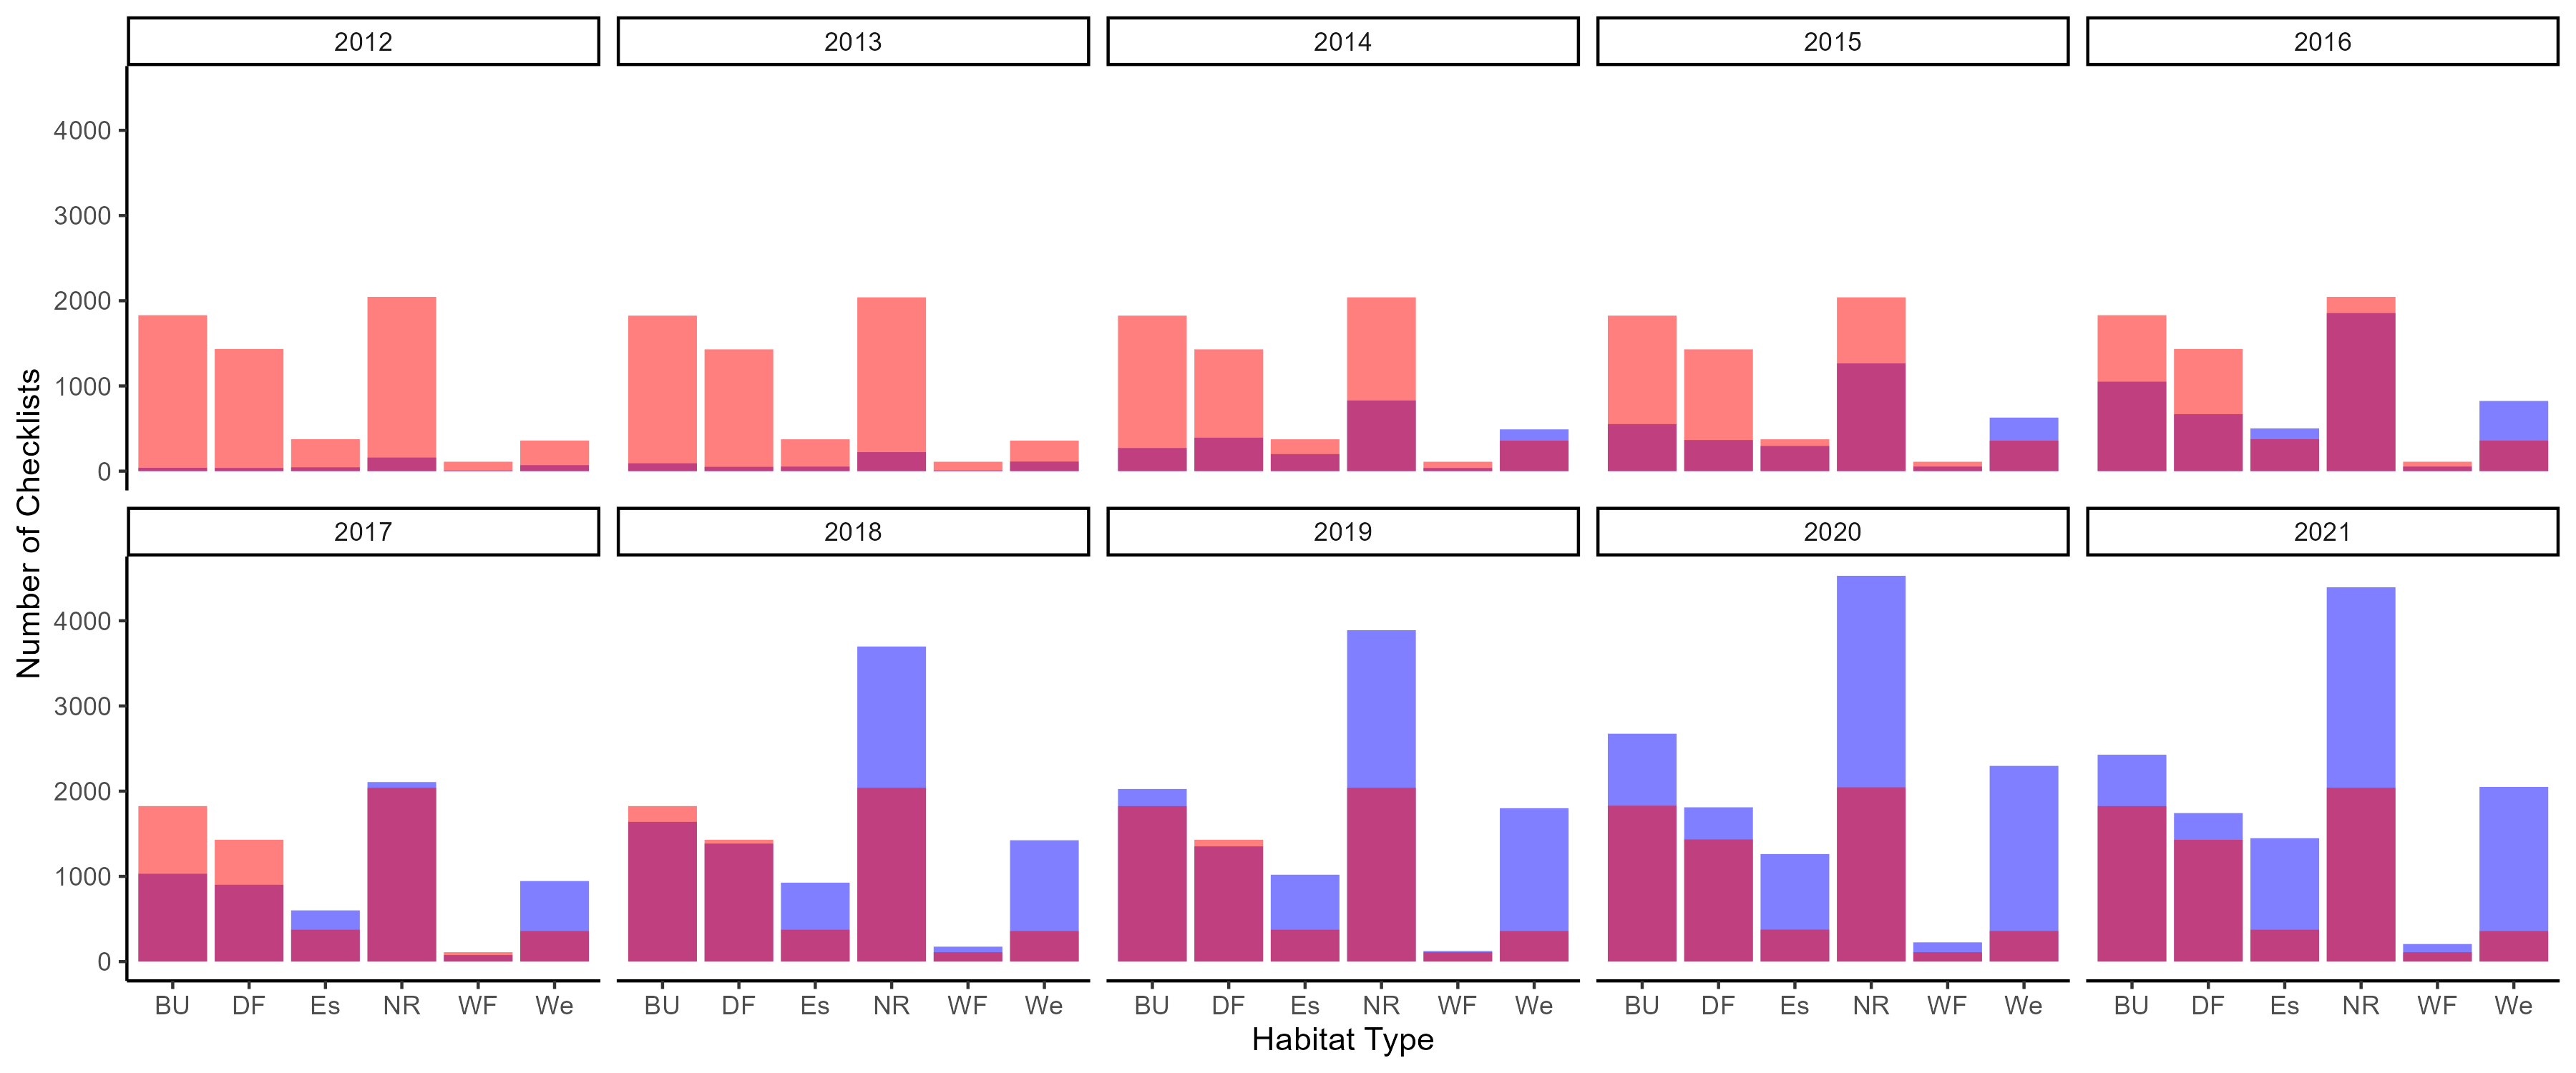 2012 2013 2014 2015 2016
4000
3000
2000
1000
0
Number of Checklists
2017 2018 2019 2020 2021
4000
3000
2000
1000
0
BU DF Es NR WF We BU DF Es NR WF We BU DF Es NR WF We BU DF Es NR WF We BU DF Es NR WF We
Habitat Type